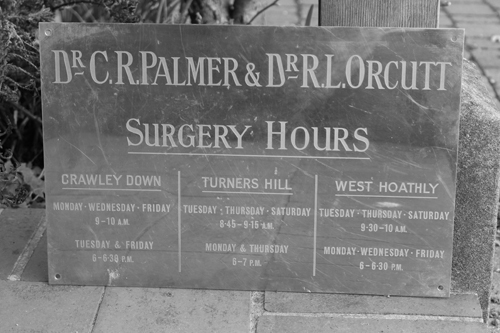 DR. C.R. PALMER & DR. R.L. ORCUTT
SURGERY HOURS
CRAWLEY DOWN
MONDAY · WEDNESDAY · FRIDAY
9-10 A.M.
TUESDAY & FRIDAY
6-6·30 P.M.
TURNERS HILL
TUESDAY · THURSDAY · SATURDAY
8·45-9·15 A.M.
MONDAY & THURSDAY
6-7 P.M.
WEST HOATHLY
TUESDAY · THURSDAY · SATURDAY
9·30-10 A.M.
MONDAY · WEDNESDAY · FRIDAY
6-6·30 P.M.